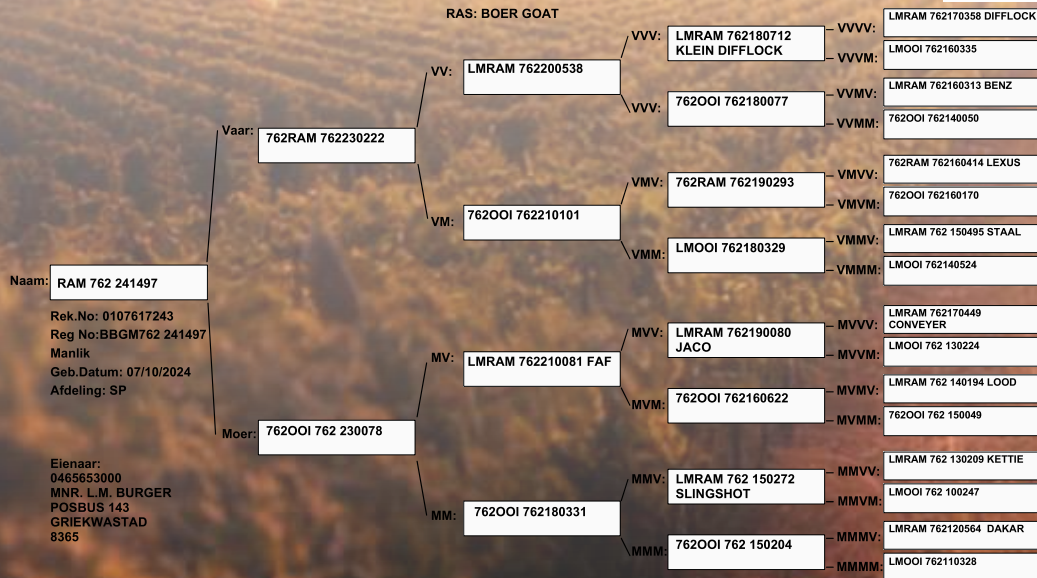 RAS: BOER GOAT
Naam:
RAM 762 241497
Rek.No: 0107617243
Reg No:BBGM762 241497
Manlik
Geb.Datum: 07/10/2024
Afdeling: SP
Eienaar:
0465653000
MNR. L.M. BURGER
POSBUS 143
GRIEKWASTAD
8365
Vaar:
762RAM 762230222
Moer:
762OOI 762 230078
VV:
LMRAM 762200538
VM:
762OOI 762210101
MV:
LMRAM 762210081 FAF
MM:
762OOI 762180331
VVV:
LMRAM 762180712
KLEIN DIFFLOCK
VVV:
762OOI 762180077
VMV:
762RAM 762190293
VMM:
LMOOI 762180329
MVV:
LMRAM 762190080
JACO
MVM:
762OOI 762160622
MMV:
LMRAM 762 150272
SLINGSHOT
MMM:
762OOI 762 150204
VVVV:
LMRAM 762170358 DIFFLOCK
VVVM:
LMOOI 762160335
VVMV:
LMRAM 762160313 BENZ
VVMM:
762OOI 762140050
VMVV:
762RAM 762160414 LEXUS
VMVM:
762OOI 762160170
VMMV:
LMRAM 762 150495 STAAL
VMMM:
LMOOI 762140524
MVVV:
LMRAM 762170449
CONVEYER
MVVM:
LMOOI 762 130224
MVMV:
LMRAM 762 140194 LOOD
MVMM:
762OOI 762 150049
MMVV:
LMRAM 762 130209 KETTIE
MMVM:
LMOOI 762 100247
MMMV:
LMRAM 762120564 DAKAR
MMMM:
LMOOI 762110328